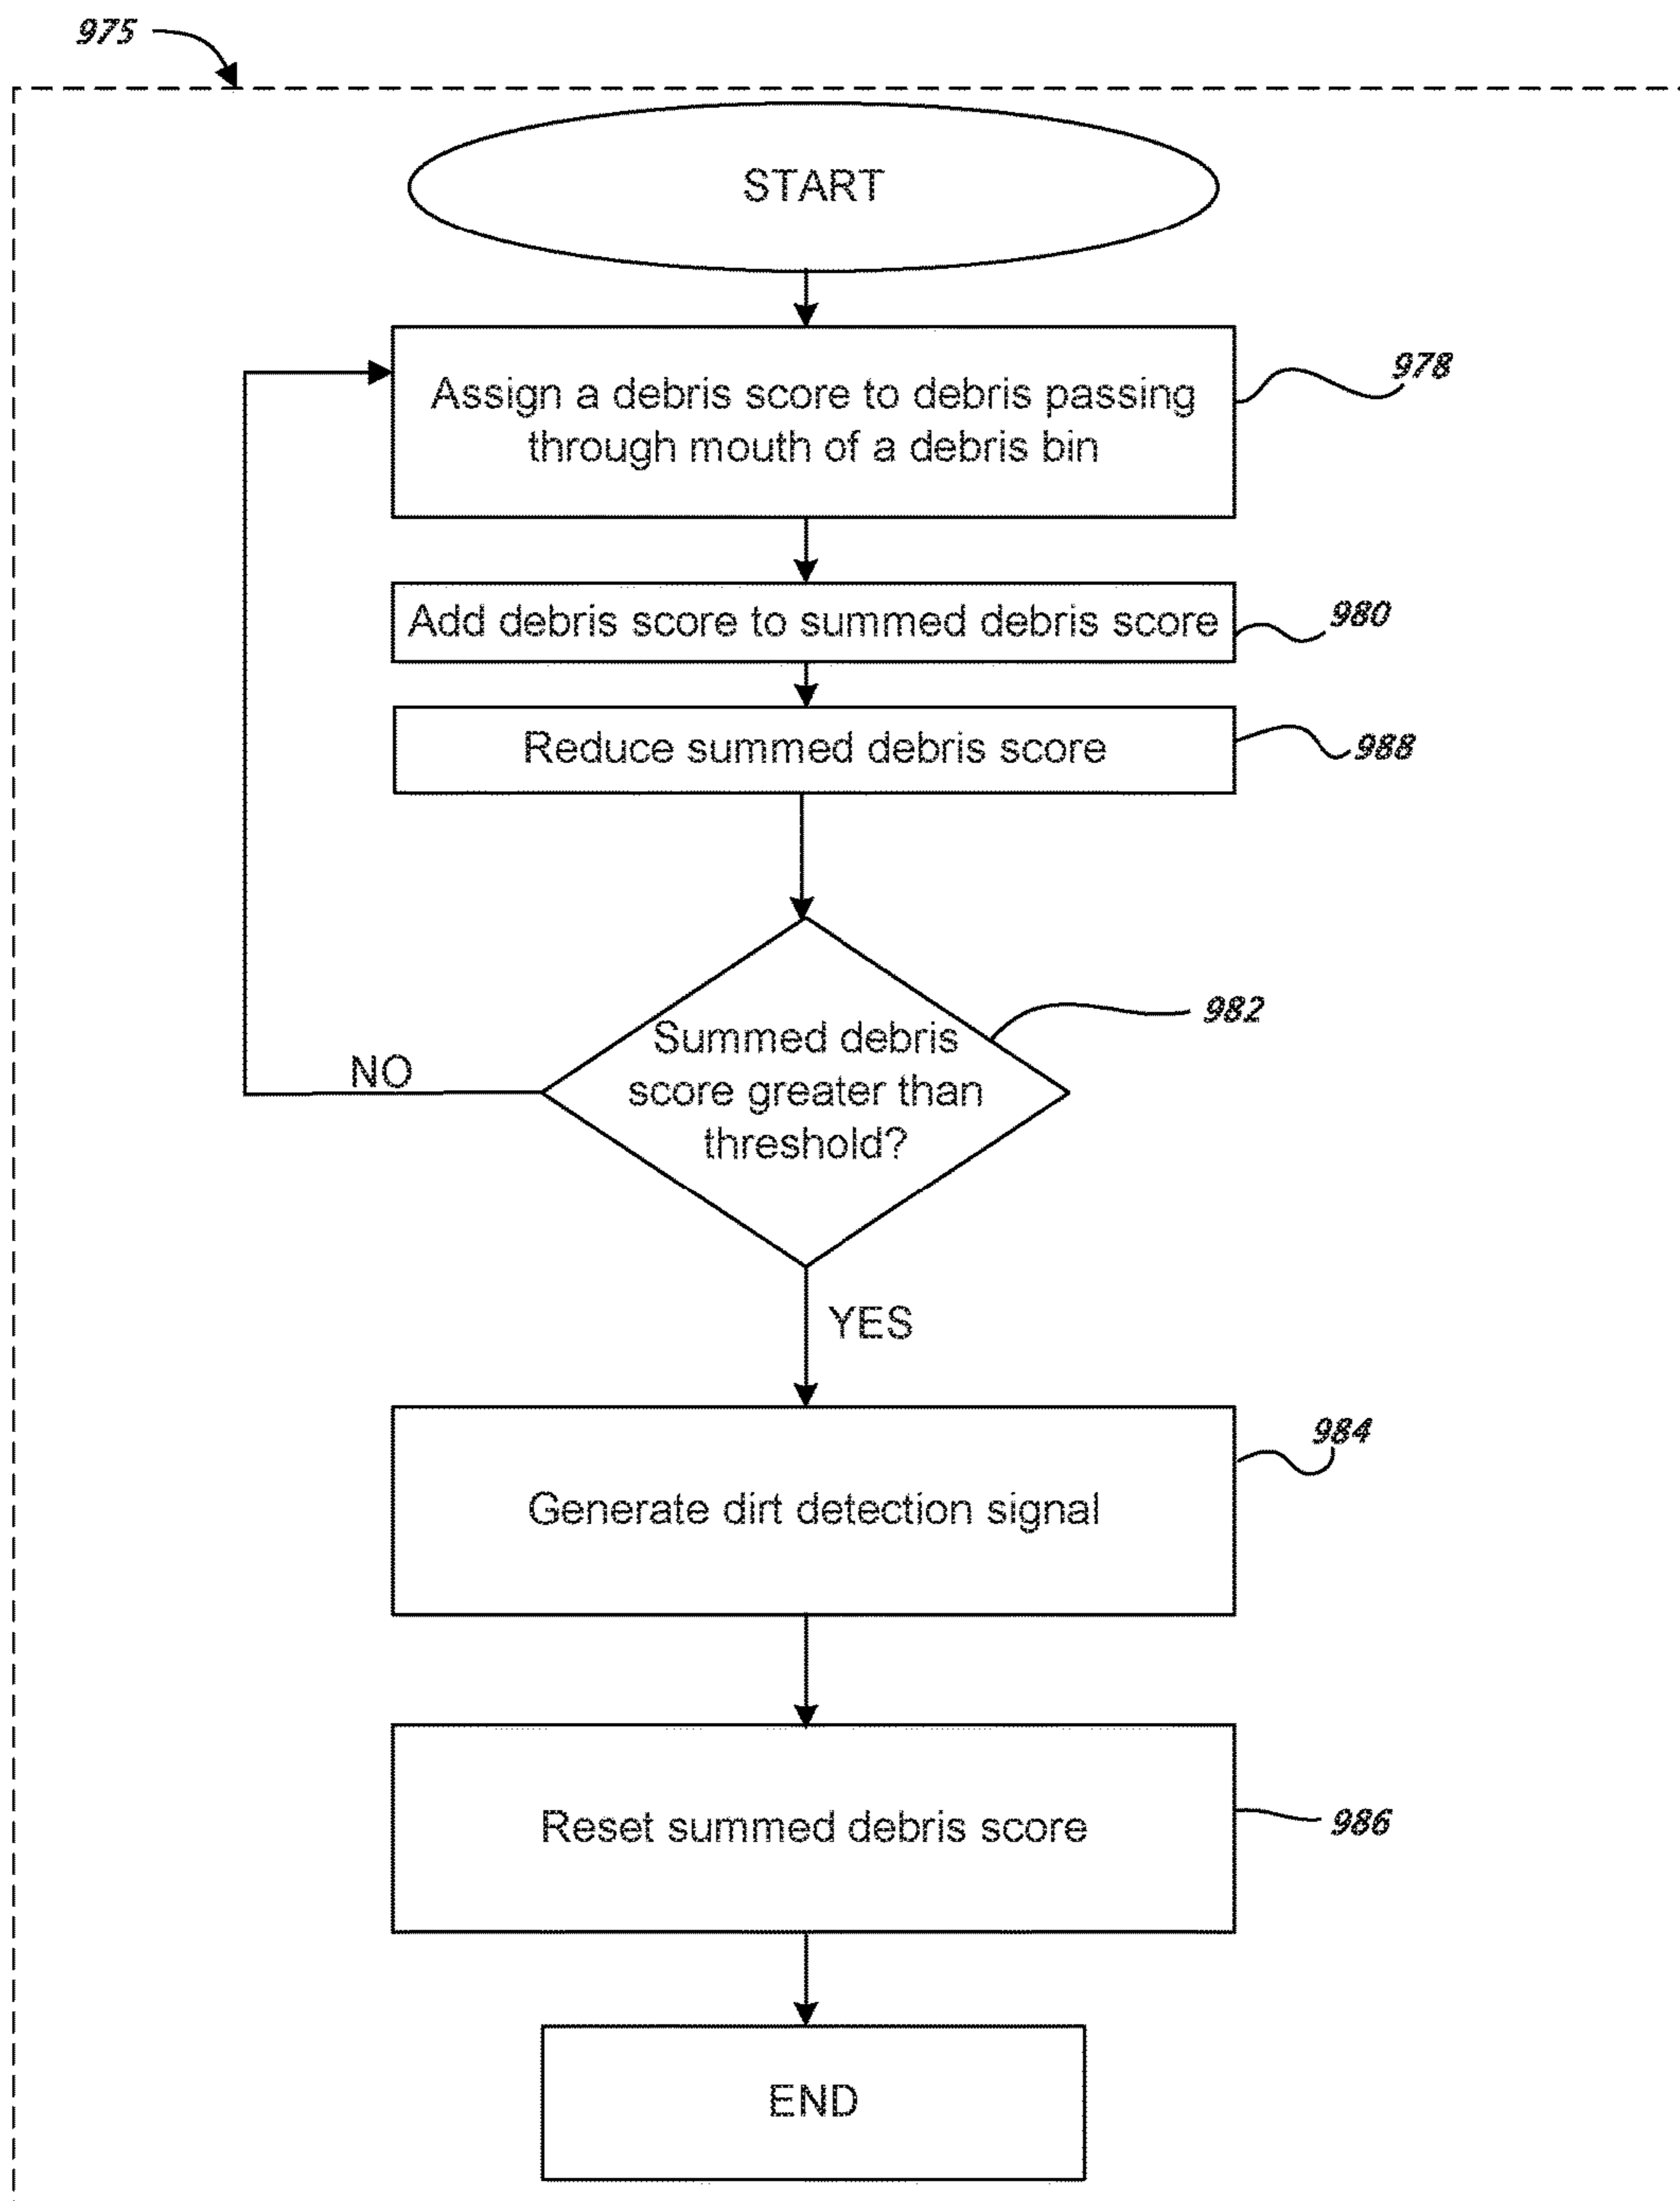 975
START
Assign a debris score to debris passing
through mouth of a debris bin
978
Add debris score to summed debris score
980
Reduce summed debris score
988
Summed debris
score greater than
threshold?
982
NO
YES
Generate dirt detection signal
984
Reset summed debris score
986
END